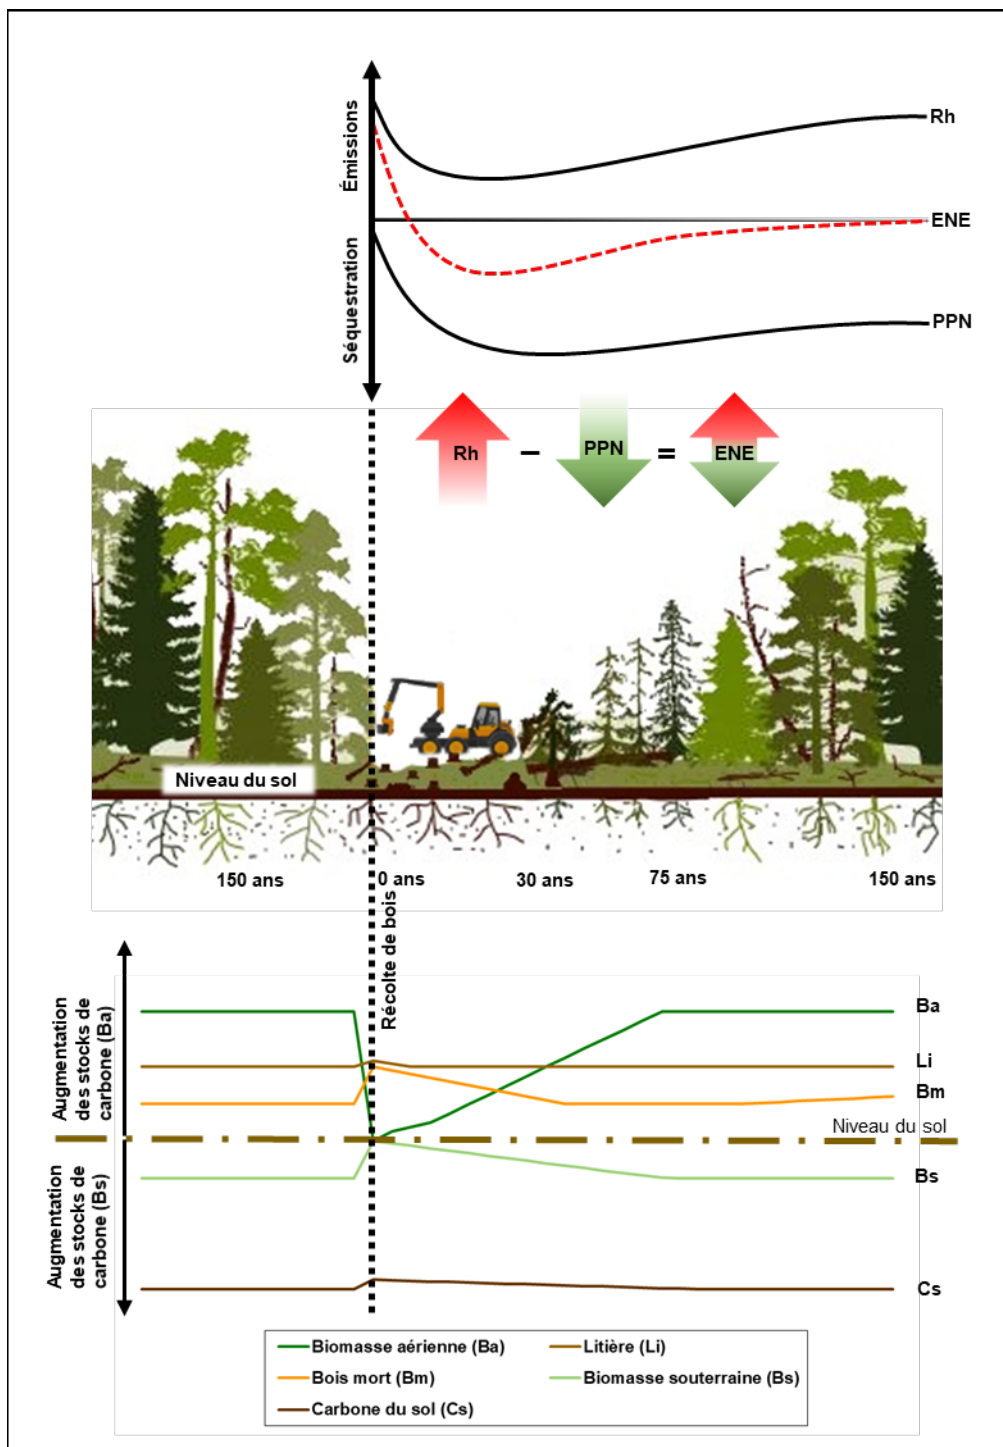 Émissions
Séquestration
Rh
ENE
PPN
Rh
–
PPN
=
ENE
Niveau du sol
150 ans
0 ans
30 ans
75 ans
150 ans
Récolte de bois
Augmentation
des stocks de
carbone (Ba)
Augmentation
des stocks de
carbone (Bs)
Ba
Li
Bm
Niveau du sol
Bs
Cs
Biomasse aérienne (Ba)
Litière (Li)
Bois mort (Bm)
Biomasse souterraine (Bs)
Carbone du sol (Cs)